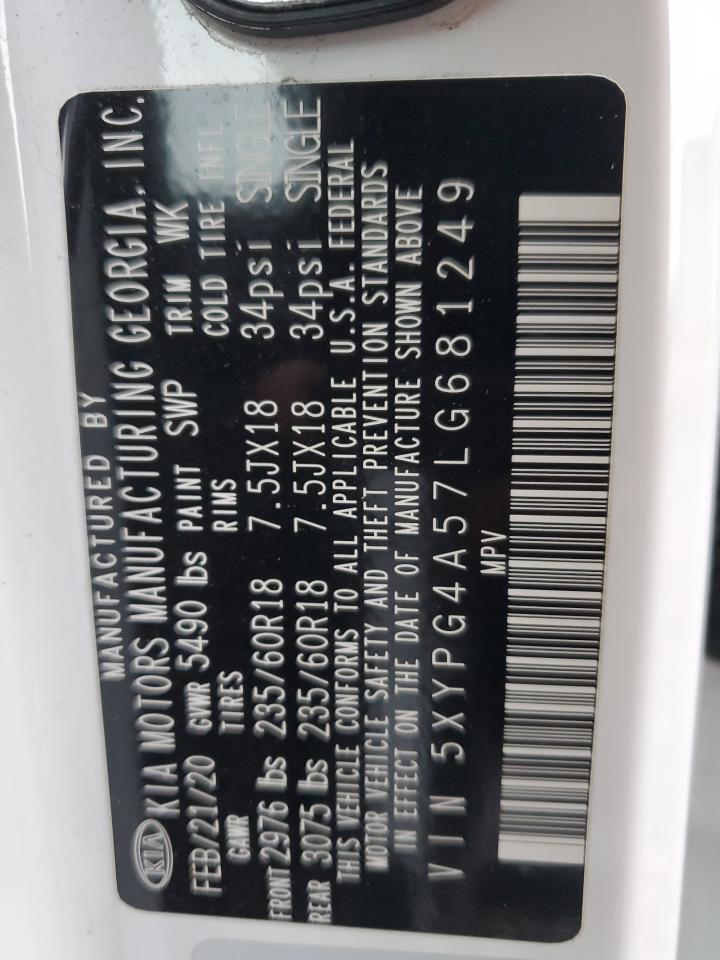 MANUFACTURED BY
KIA KIA MOTORS MANUFACTURING GEORGIA, INC.
FEB/21/20 GVWR 5490 lbs PAINT SWP TRIM WK
GAWR TIRES RIMS COLD TIRE INFL
FRONT 2976 lbs 235/60R18 7.5JX18 34psi SINGLE
REAR 3075 lbs 235/60R18 7.5JX18 34psi SINGLE
THIS VEHICLE CONFORMS TO ALL APPLICABLE U.S.A. FEDERAL
MOTOR VEHICLE SAFETY AND THEFT PREVENTION STANDARDS
IN EFFECT ON THE DATE OF MANUFACTURE SHOWN ABOVE
VIN 5XYPG4A57LG681249
MPV